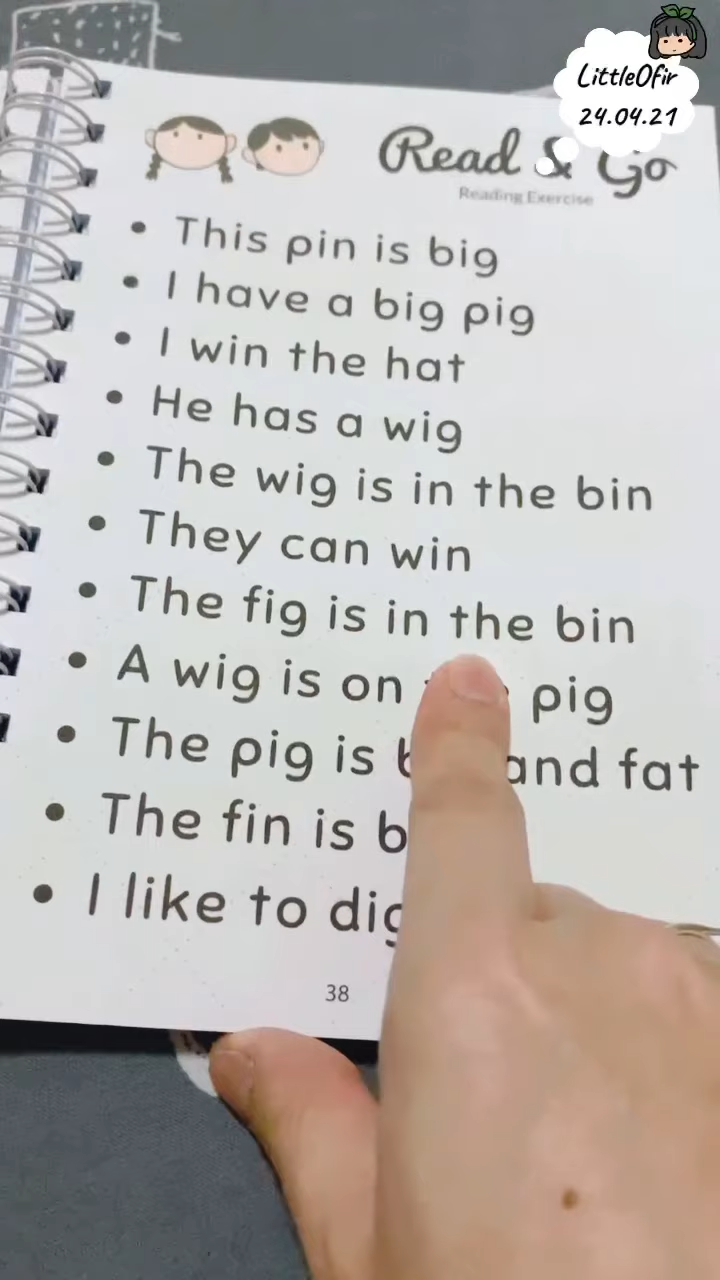 LittleOfir
24.04.21
Read & Go
Reading Exercise
• This pin is big
• I have a big pig
• I win the hat
• He has a wig
• The wig is in the bin
• They can win
• The fig is in the bin
• A wig is on pig
• The pig is and fat
• The fin is
• I like to dig
38